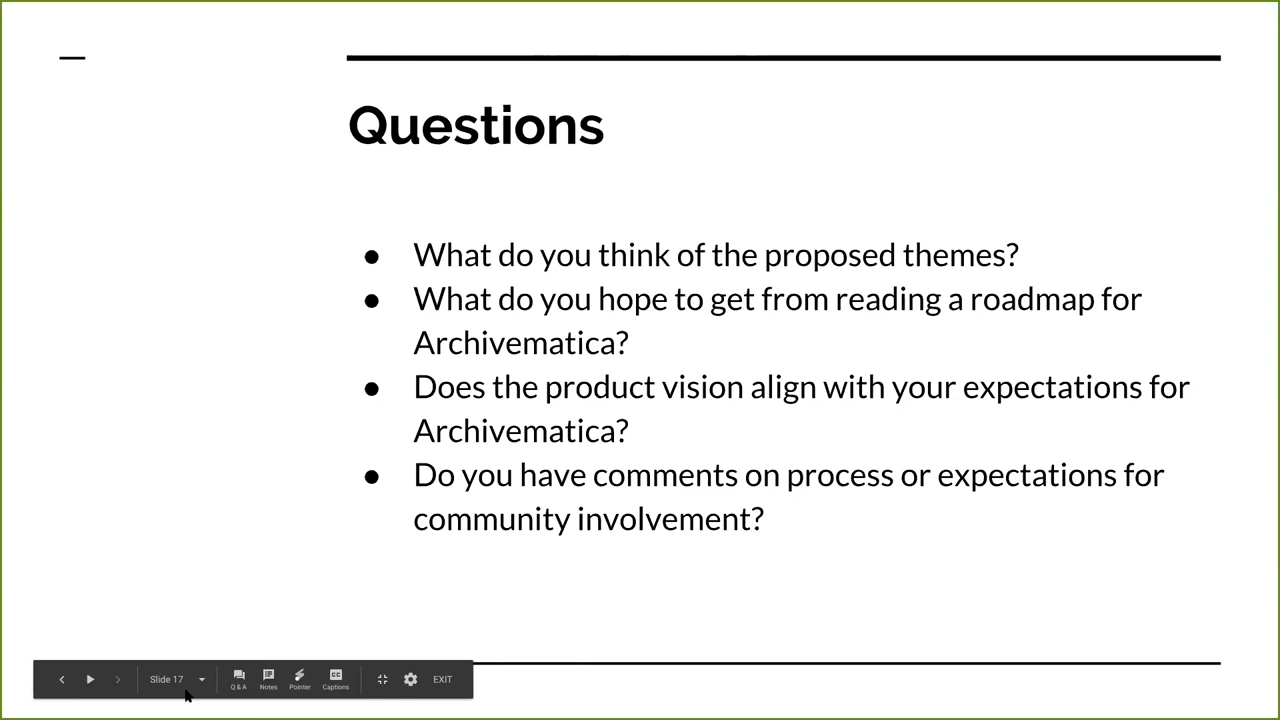 Questions
● What do you think of the proposed themes?
● What do you hope to get from reading a roadmap for
Archivematica?
● Does the product vision align with your expectations for
Archivematica?
● Do you have comments on process or expectations for
community involvement?
Slide 17 Q & A Notes Pointer CC Captions EXIT